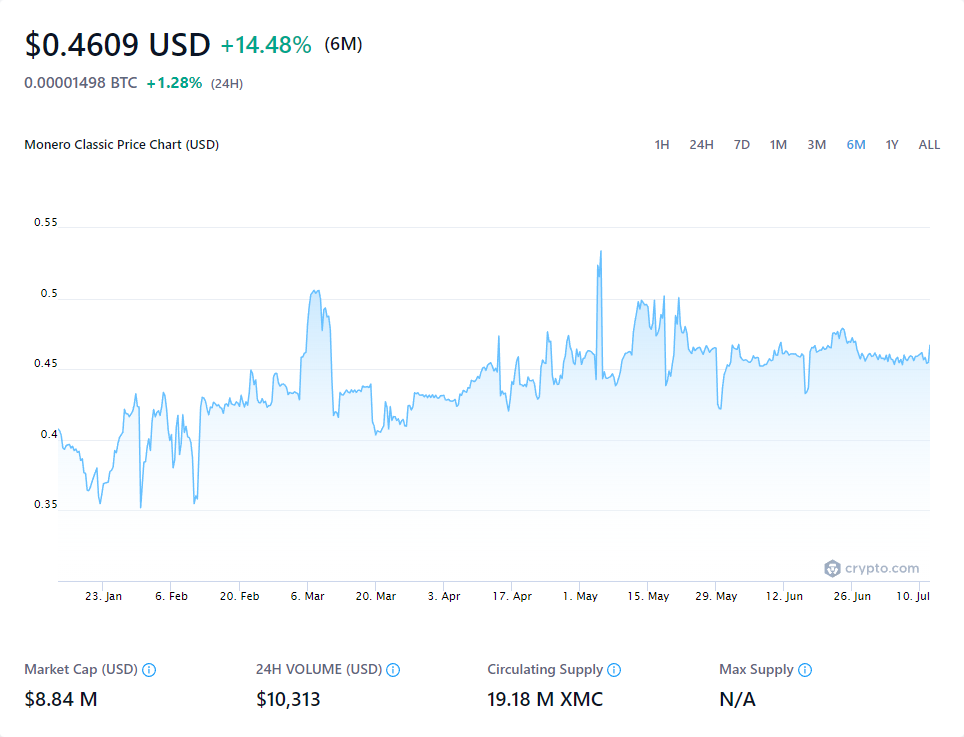 $0.4609 USD +14.48% (6M)
0.00001498 BTC +1.28% (24H)
Monero Classic Price Chart (USD) 1H 24H 7D 1M 3M 6M 1Y ALL
0.55
0.5
0.45
0.4
0.35
crypto.com
23. Jan 6. Feb 20. Feb 6. Mar 20. Mar 3. Apr 17. Apr 1. May 15. May 29. May 12. Jun 26. Jun 10. Jul
Market Cap (USD) 24H VOLUME (USD) Circulating Supply Max Supply
$8.84 M $10,313 19.18 M XMC N/A